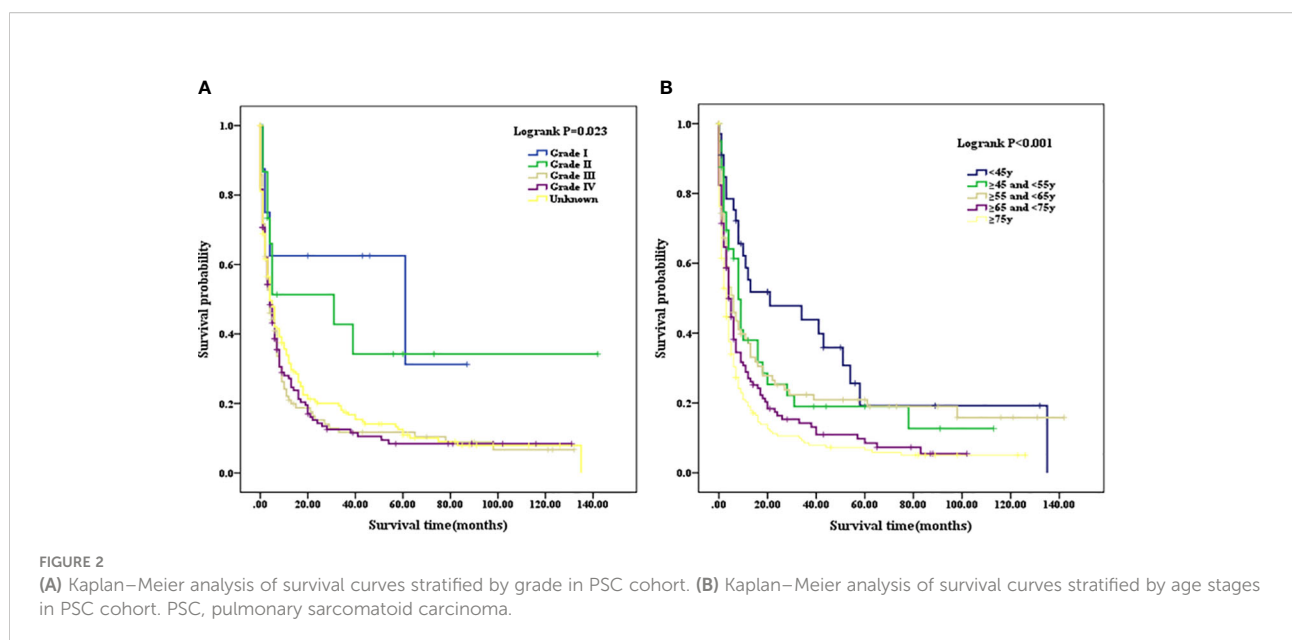 A
Logrank P=0.023
Grade I
Grade II
Grade III
Grade IV
Unknown
Survival probability
1.0
0.8
0.6
0.4
0.2
0.0
.00 20.00 40.00 60.00 80.00 100.00 120.00 140.00
Survival time(months)
B
Logrank P<0.001
<45y
≥45 and <55y
≥55 and <65y
≥65 and <75y
≥75y
Survival probability
1.0
0.8
0.6
0.4
0.2
0.0
.00 20.00 40.00 60.00 80.00 100.00 120.00 140.00
Survival time(months)
FIGURE 2
(A) Kaplan–Meier analysis of survival curves stratified by grade in PSC cohort. (B) Kaplan–Meier analysis of survival curves stratified by age stages
in PSC cohort. PSC, pulmonary sarcomatoid carcinoma.